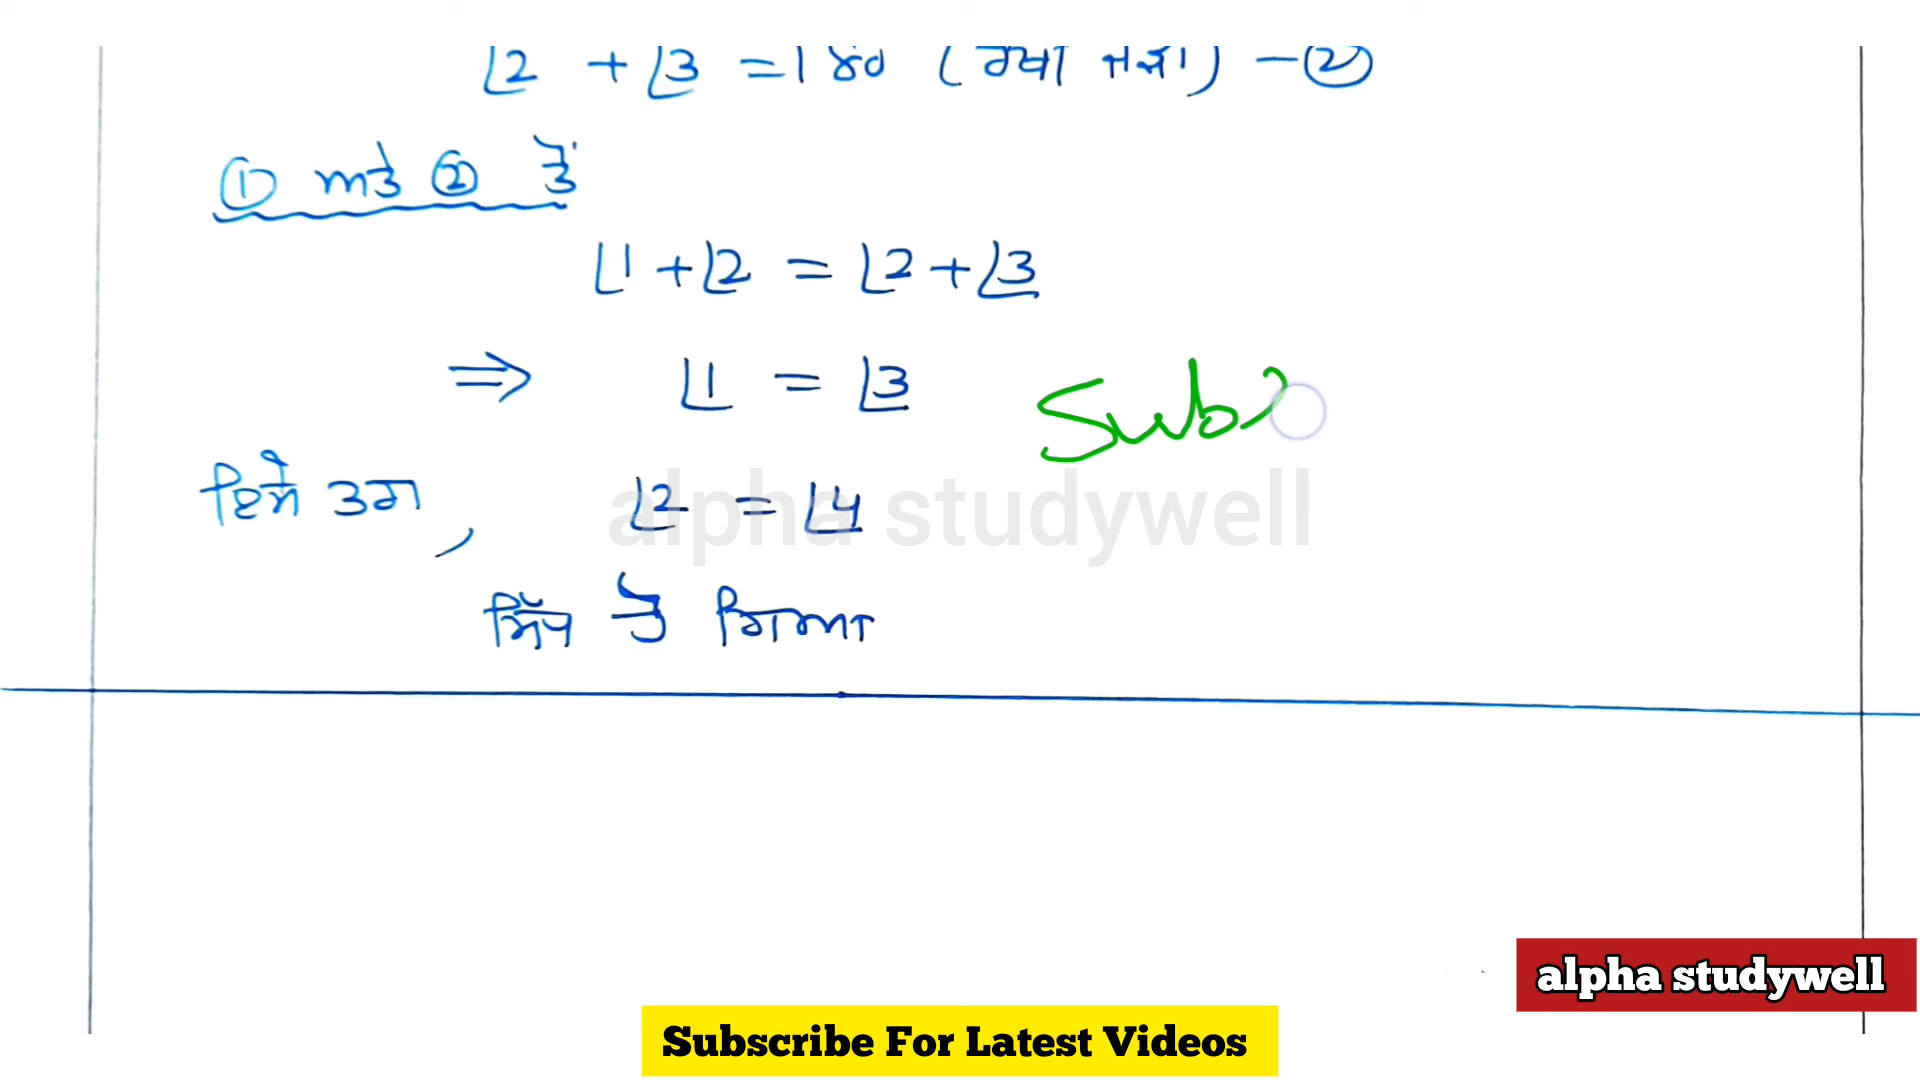 ∠2 + ∠3 = 180 (ਰੇਖੀ ਜੋੜਾ) — ②
① ਅਤੇ ② ਤੋਂ
∠1 + ∠2 = ∠2 + ∠3
⇒ ∠1 = ∠3
Subs
ਇਸੇ ਤਰਾਂ, ∠2 = ∠4
alpha studywell
ਸਿੱਧ ਹੋ ਗਿਆ
alpha studywell
Subscribe For Latest Videos